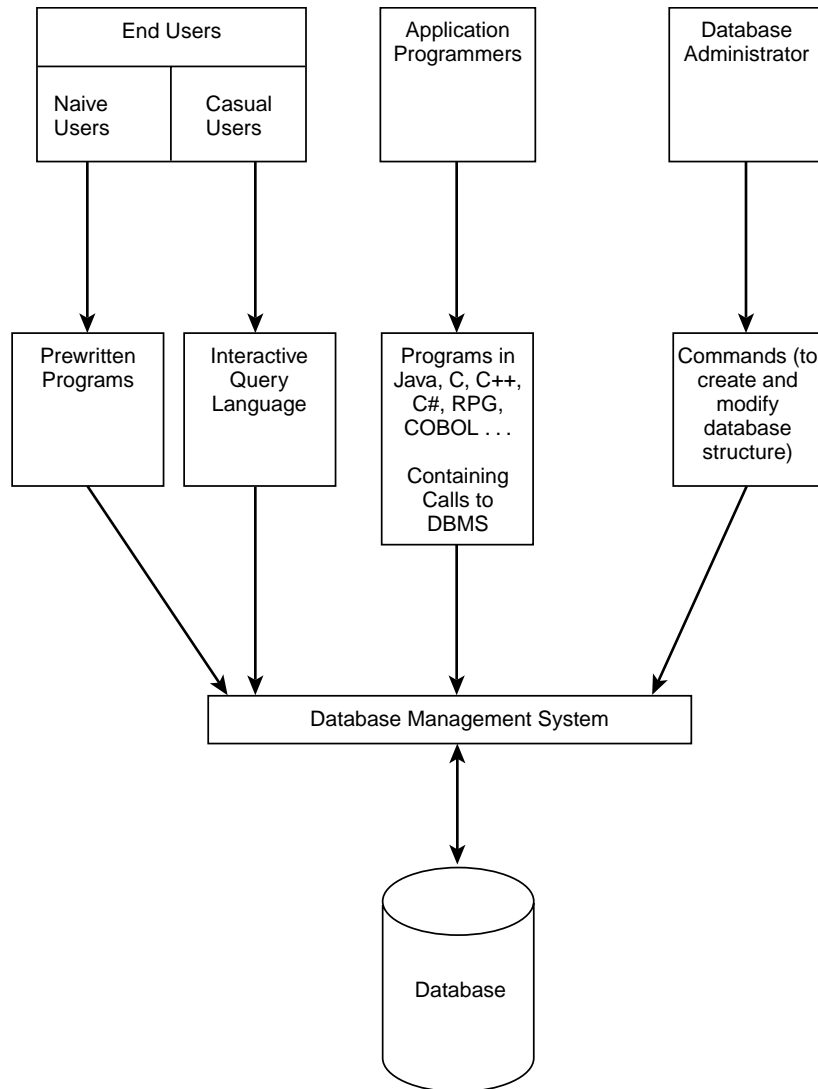 End Users
Naive
Users
Casual
Users
Application
Programmers
Database
Administrator
Prewritten
Programs
Interactive
Query
Language
Programs in
Java, C, C++,
C#, RPG,
COBOL . . .
Containing
Calls to
DBMS
Commands (to
create and
modify
database
structure)
Database Management System
Database